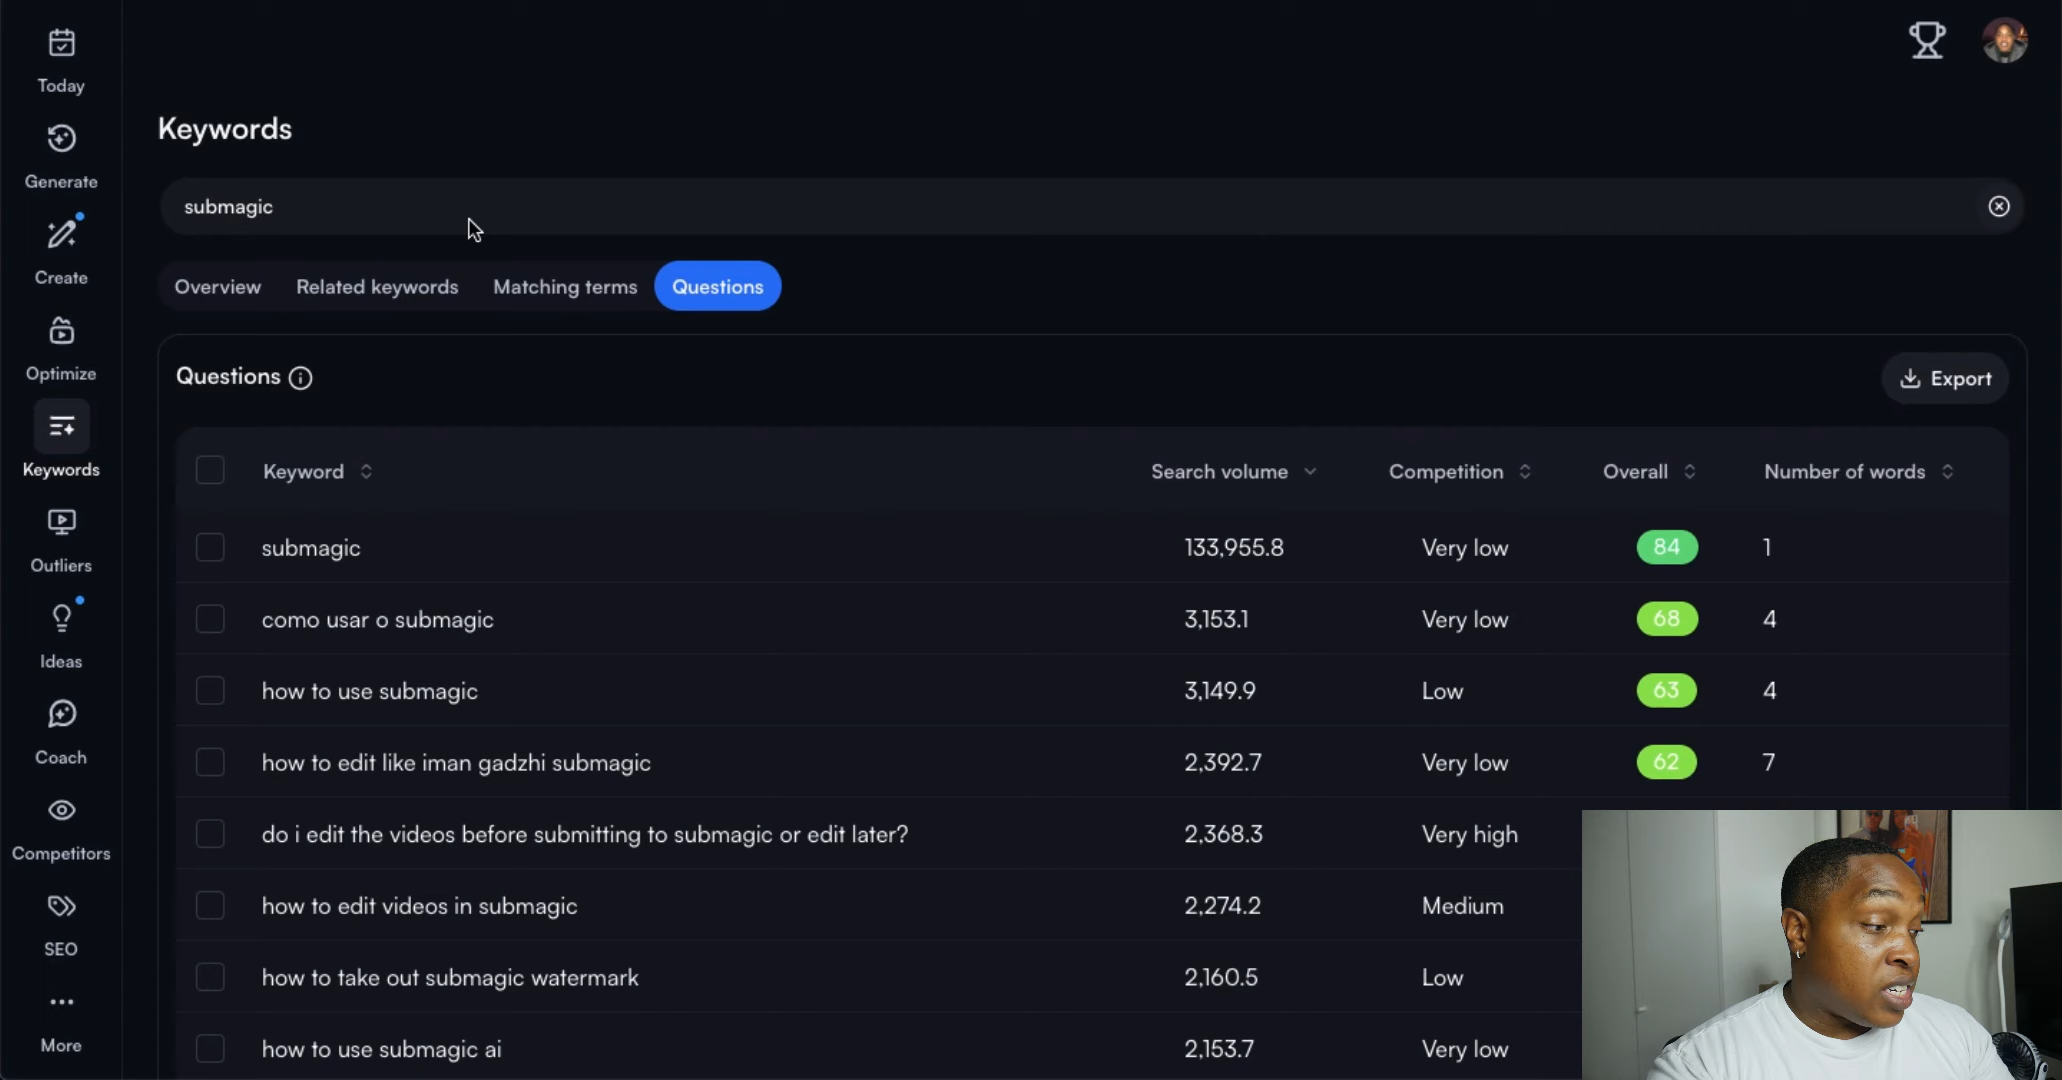 Today
Generate
Create
Optimize
Keywords
Outliers
Ideas
Coach
Competitors
SEO
More
Keywords
submagic
Overview Related keywords Matching terms Questions
Questions Export
Keyword Search volume Competition Overall Number of words
submagic 133,955.8 Very low 84 1
como usar o submagic 3,153.1 Very low 68 4
how to use submagic 3,149.9 Low 63 4
how to edit like iman gadzhi submagic 2,392.7 Very low 62 7
do i edit the videos before submitting to submagic or edit later? 2,368.3 Very high
how to edit videos in submagic 2,274.2 Medium
how to take out submagic watermark 2,160.5 Low
how to use submagic ai 2,153.7 Very low